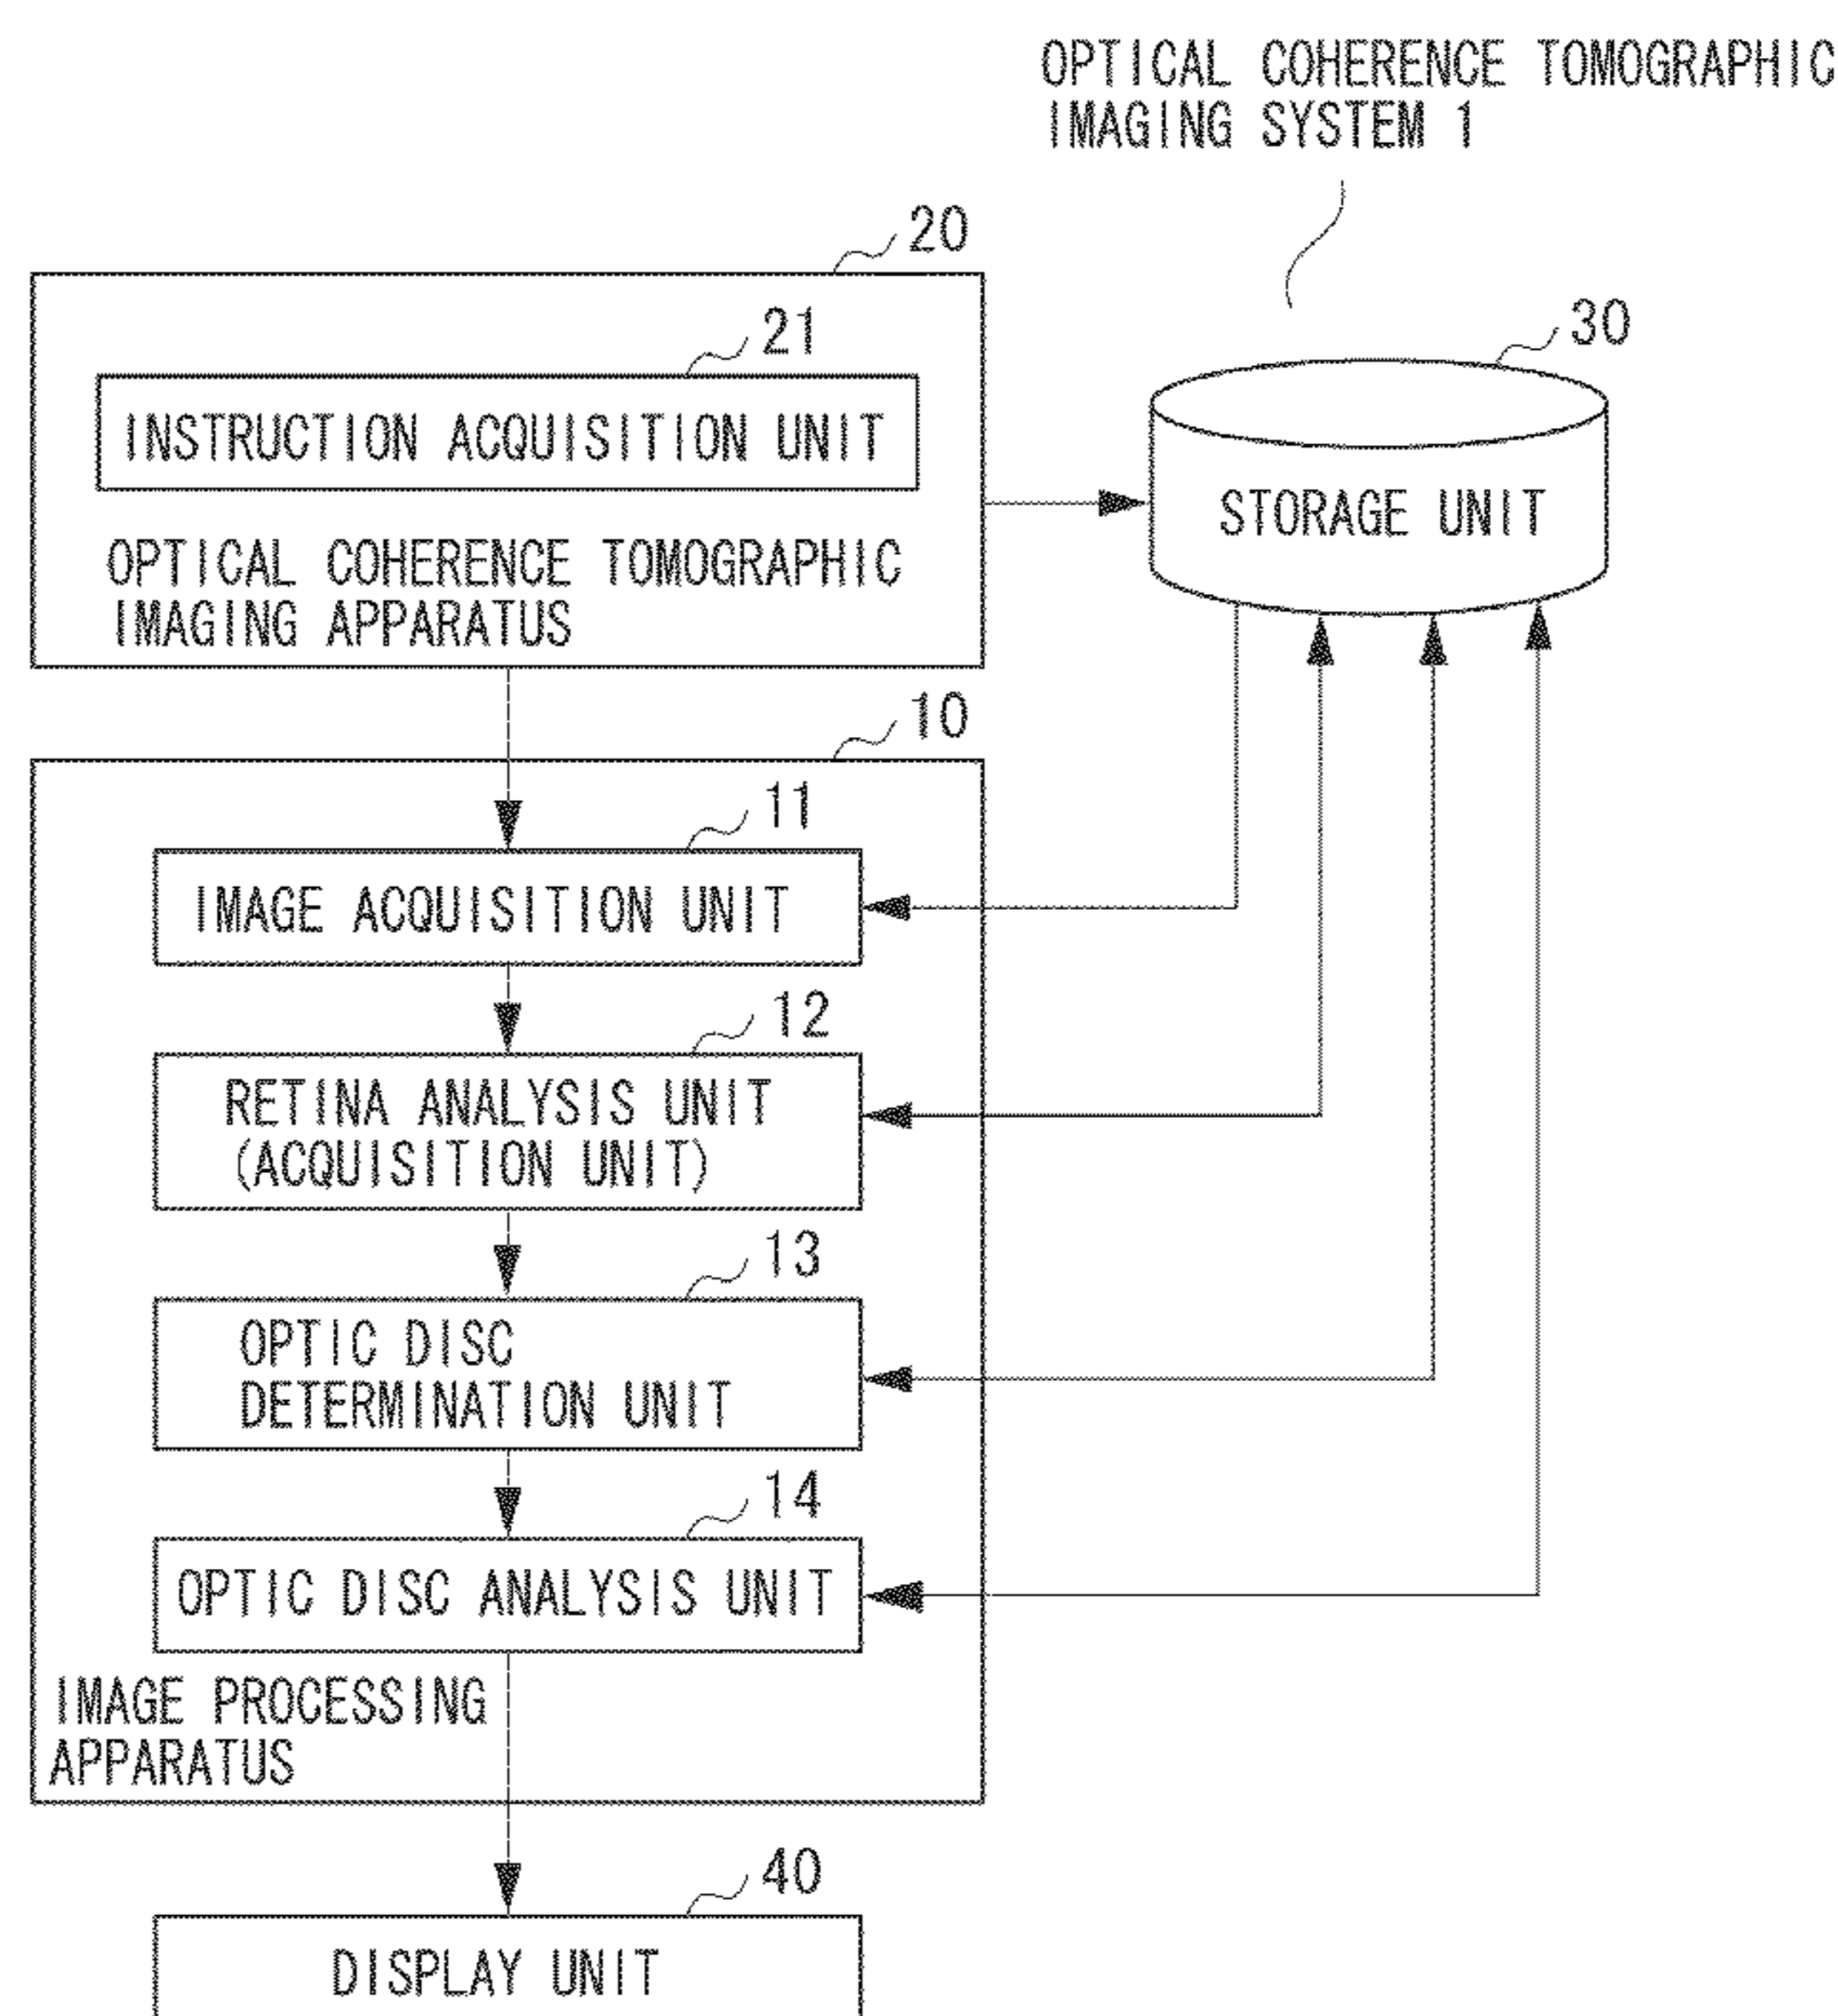 OPTICAL COHERENCE TOMOGRAPHIC
IMAGING SYSTEM 1
20
21
INSTRUCTION ACQUISITION UNIT
OPTICAL COHERENCE TOMOGRAPHIC
IMAGING APPARATUS
30
STORAGE UNIT
10
11
IMAGE ACQUISITION UNIT
12
RETINA ANALYSIS UNIT
(ACQUISITION UNIT)
13
OPTIC DISC
DETERMINATION UNIT
14
OPTIC DISC ANALYSIS UNIT
IMAGE PROCESSING
APPARATUS
40
DISPLAY UNIT